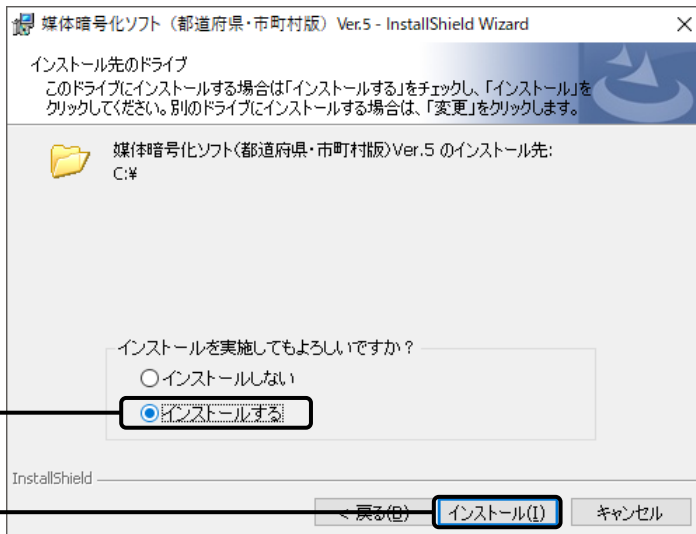 媒体暗号化ソフト（都道府県・市町村版）Ver.5 - InstallShield Wizard
インストール先のドライブ
このドライブにインストールする場合は「インストールする」をチェックし、「インストール」を
クリックしてください。別のドライブにインストールする場合は、「変更」をクリックします。
媒体暗号化ソフト(都道府県・市町村版)Ver.5 のインストール先:
C:¥
インストールを実施してもよろしいですか？
インストールしない
インストールする
InstallShield
< 戻る(B)
インストール(I)
キャンセル